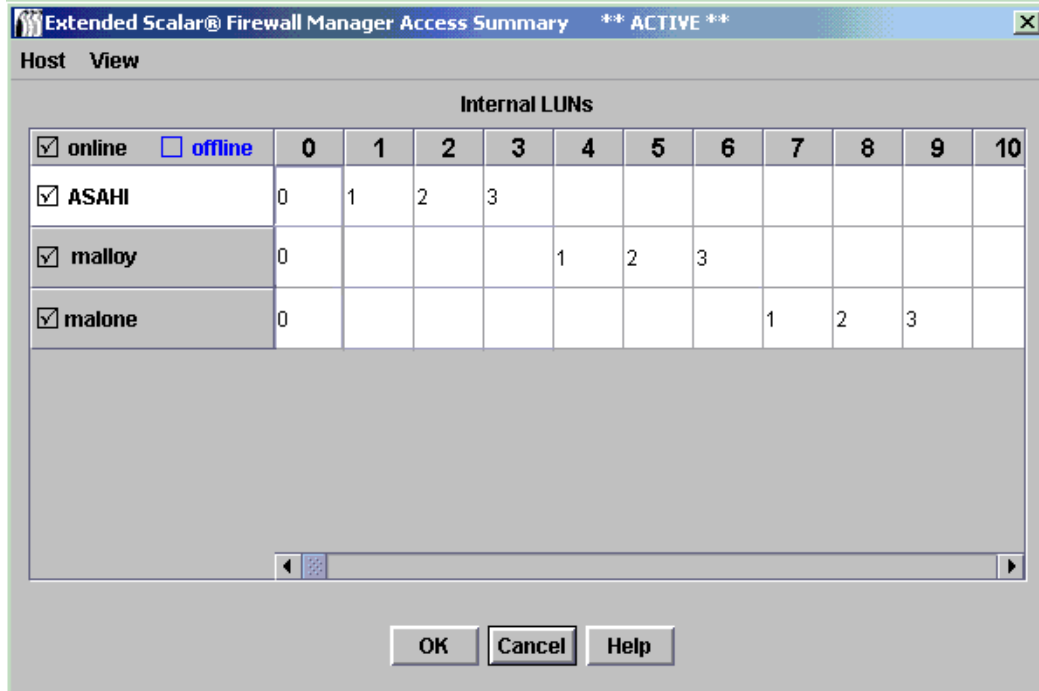 Extended Scalar® Firewall Manager Access Summary ** ACTIVE **
Host View
Internal LUNs
online offline 0 1 2 3 4 5 6 7 8 9 10
ASAHI 0 1 2 3
malloy 0 1 2 3
malone 0 1 2 3
OK Cancel Help